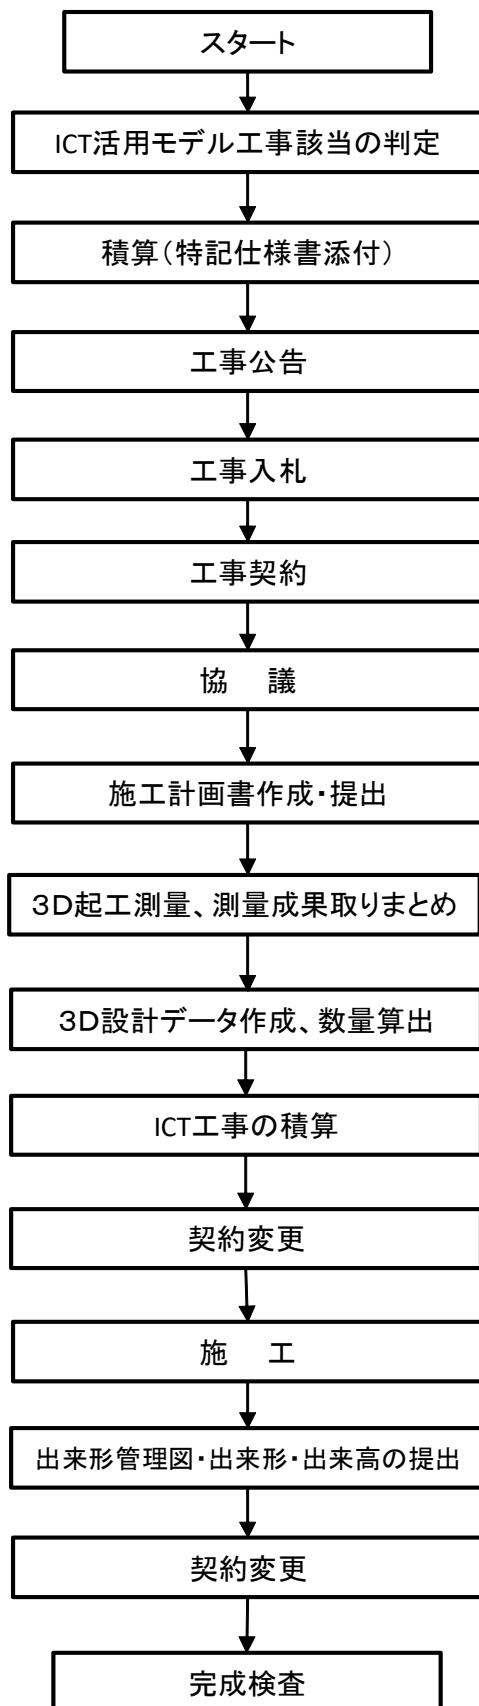 スタート
ICT活用モデル工事該当の判定
積算（特記仕様書添付）
工事公告
工事入札
工事契約
協　議
施工計画書作成・提出
３D起工測量、測量成果取りまとめ
３D設計データ作成、数量算出
ICT工事の積算
契約変更
施　工
出来形管理図・出来形・出来高の提出
契約変更
完成検査